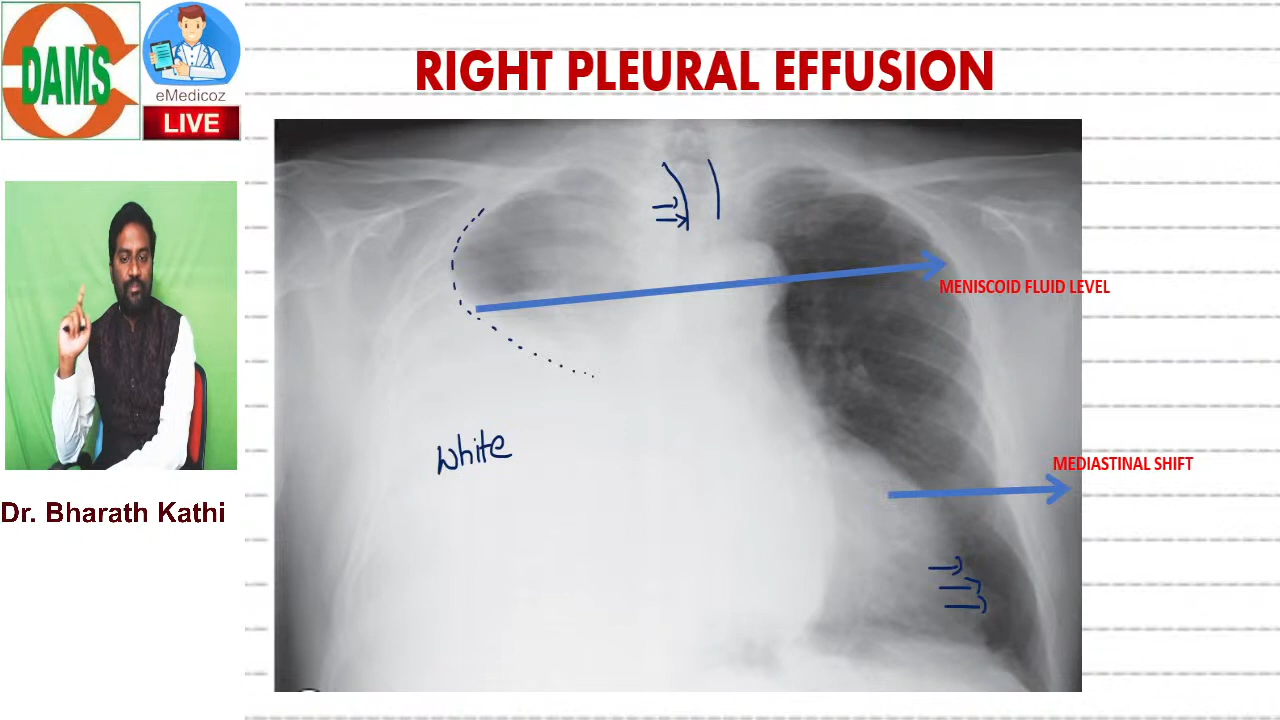 DAMS
eMedicoz
LIVE
RIGHT PLEURAL EFFUSION
MENISCOID FLUID LEVEL
white
MEDIASTINAL SHIFT
Dr. Bharath Kathi